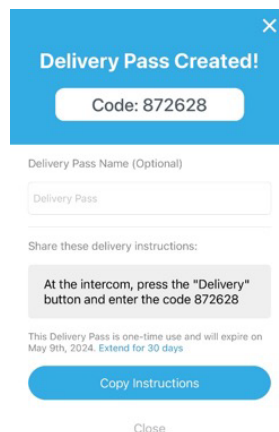 Delivery Pass Created!
Code: 872628
Delivery Pass Name (Optional)
Delivery Pass
Share these delivery instructions:
At the intercom, press the "Delivery"
button and enter the code 872628
This Delivery Pass is one-time use and will expire on
May 9th, 2024. Extend for 30 days
Copy Instructions
Close